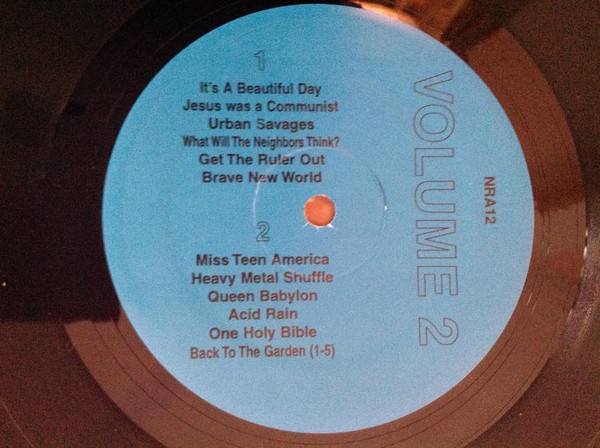 1
It's A Beautiful Day
Jesus was a Communist
Urban Savages
What Will The Neighbors Think?
Get The Ruler Out
Brave New World
2
Miss Teen America
Heavy Metal Shuffle
Queen Babylon
Acid Rain
One Holy Bible
Back To The Garden (1-5)
VOLUME 2
NRA12